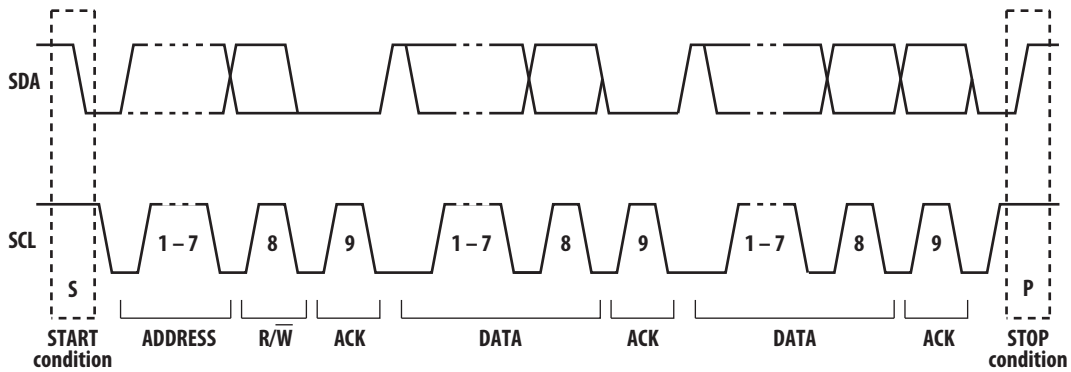 SDA
SCL
1 – 7 8 9 1 – 7 8 9 1 – 7 8 9
S P
START condition ADDRESS R/W̅ ACK DATA ACK DATA ACK STOP condition